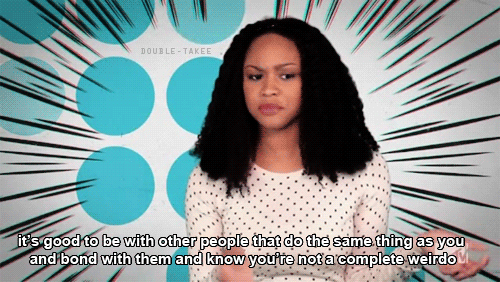 DOUBLE-TAKEE .
it's good to be with other people that do the same thing as you
and bond with them and know you're not a complete weirdo